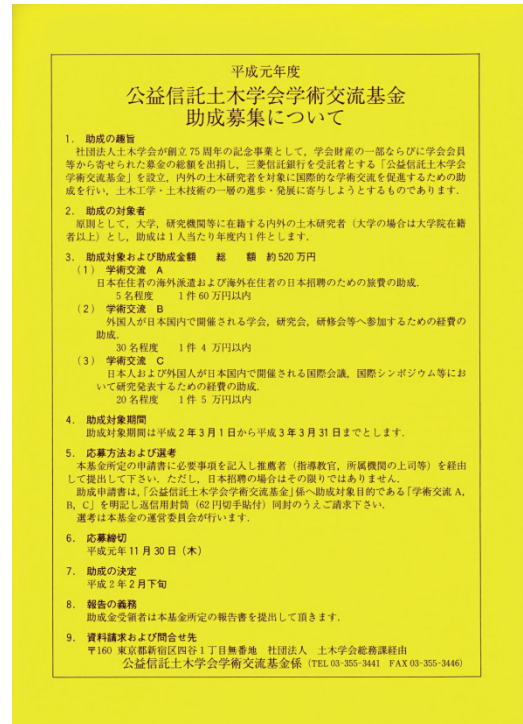 平成元年度
公益信託土木学会学術交流基金
助成募集について
1. 助成の趣旨
社団法人土木学会が創立75周年の記念事業として,学会財産の一部ならびに学会会員
等から寄せられた募金の総額を出捐し,三菱信託銀行を受託者とする「公益信託土木学会
学術交流基金」を設立,内外の土木研究者を対象に国際的な学術交流を促進するための助
成を行い,土木工学・土木技術の一層の進歩・発展に寄与しようとするものであります.
2. 助成の対象者
原則として,大学,研究機関等に在籍する内外の土木研究者(大学の場合は大学院在籍
者以上)とし,助成は1人当たり年度内1件とします.
3. 助成対象および助成金額 総 額 約520万円
(1) 学術交流 A
日本在住者の海外派遣および海外在住者の日本招聘のための旅費の助成.
5名程度 1件60万円以内
(2) 学術交流 B
外国人が日本国内で開催される学会,研究会,研修会等へ参加するための経費の
助成.
30名程度 1件 4 万円以内
(3) 学術交流 C
日本人および外国人が日本国内で開催される国際会議,国際シンポジウム等にお
いて研究発表するための経費の助成.
20名程度 1件 5 万円以内
4. 助成対象期間
助成対象期間は平成2年3月1日から平成3年3月31日までとします.
5. 応募方法および選考
本基金所定の申請書に必要事項を記入し推薦者(指導教官,所属機関の上司等)を経由
して提出して下さい.ただし,日本招聘の場合はその限りではありません.
助成申請書は,「公益信託土木学会学術交流基金」係へ助成対象目的である「学術交流 A,
B, C」を明記し返信用封筒(62円切手貼付)同封のうえご請求下さい.
選考は本基金の運営委員会が行います.
6. 応募締切
平成元年11月30日(木)
7. 助成の決定
平成2年2月下旬
8. 報告の義務
助成金受領者は本基金所定の報告書を提出して頂きます.
9. 資料請求および問合せ先
〒160 東京都新宿区四谷1丁目無番地 社団法人 土木学会総務課経由
公益信託土木学会学術交流基金係 (TEL 03-355-3441 FAX 03-355-3446)